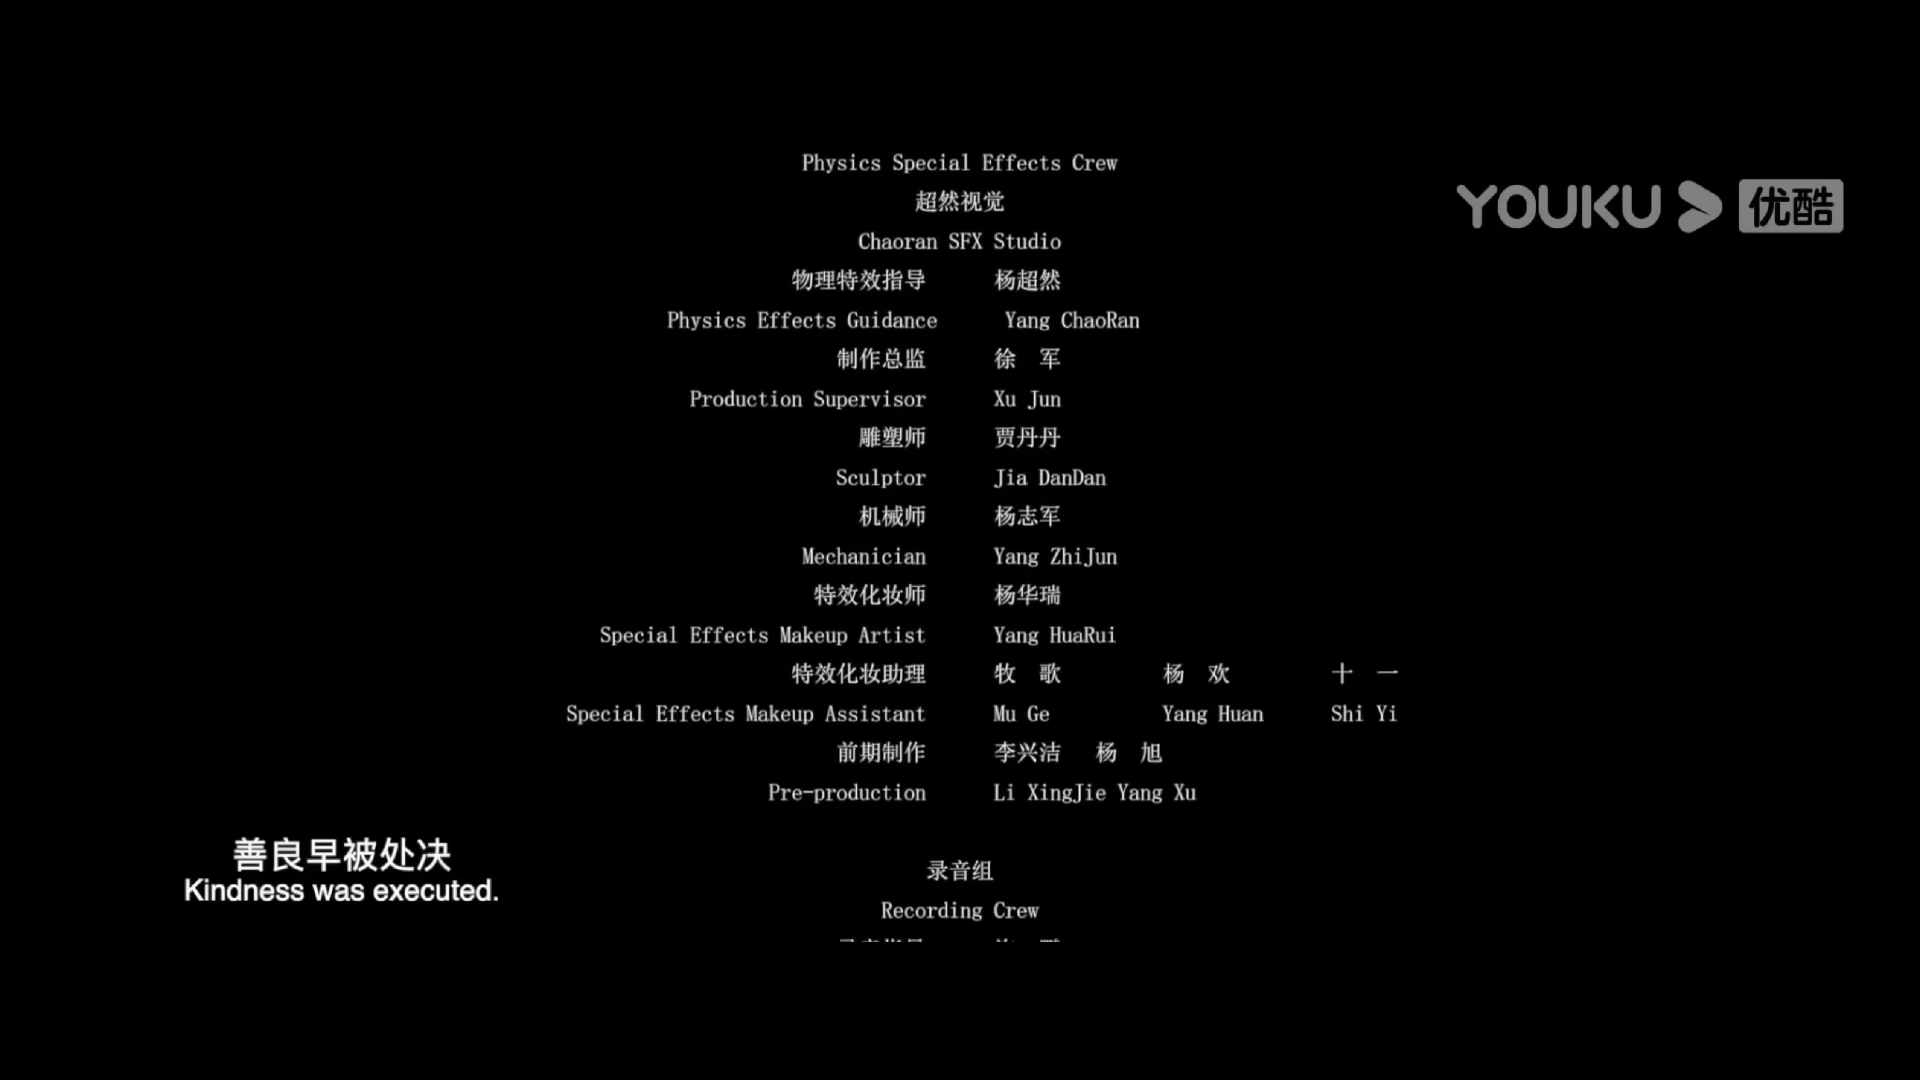 Physics Special Effects Crew
超然视觉
YOUKU 优酷
Chaoran SFX Studio
物理特效指导 杨超然
Physics Effects Guidance Yang ChaoRan
制作总监 徐 军
Production Supervisor Xu Jun
雕塑师 贾丹丹
Sculptor Jia DanDan
机械师 杨志军
Mechanician Yang ZhiJun
特效化妆师 杨华瑞
Special Effects Makeup Artist Yang HuaRui
特效化妆助理 牧 歌 杨 欢 十 一
Special Effects Makeup Assistant Mu Ge Yang Huan Shi Yi
前期制作 李兴洁 杨 旭
Pre-production Li XingJie Yang Xu
善良早被处决
Kindness was executed.
录音组
Recording Crew